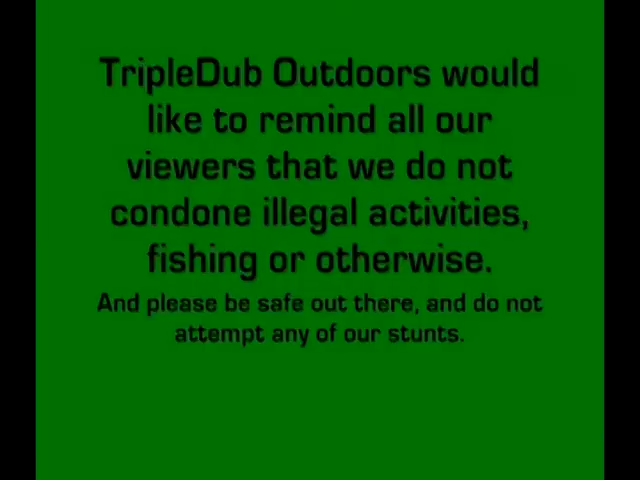 TripleDub Outdoors would
like to remind all our
viewers that we do not
condone illegal activities,
fishing or otherwise.
And please be safe out there, and do not
attempt any of our stunts.